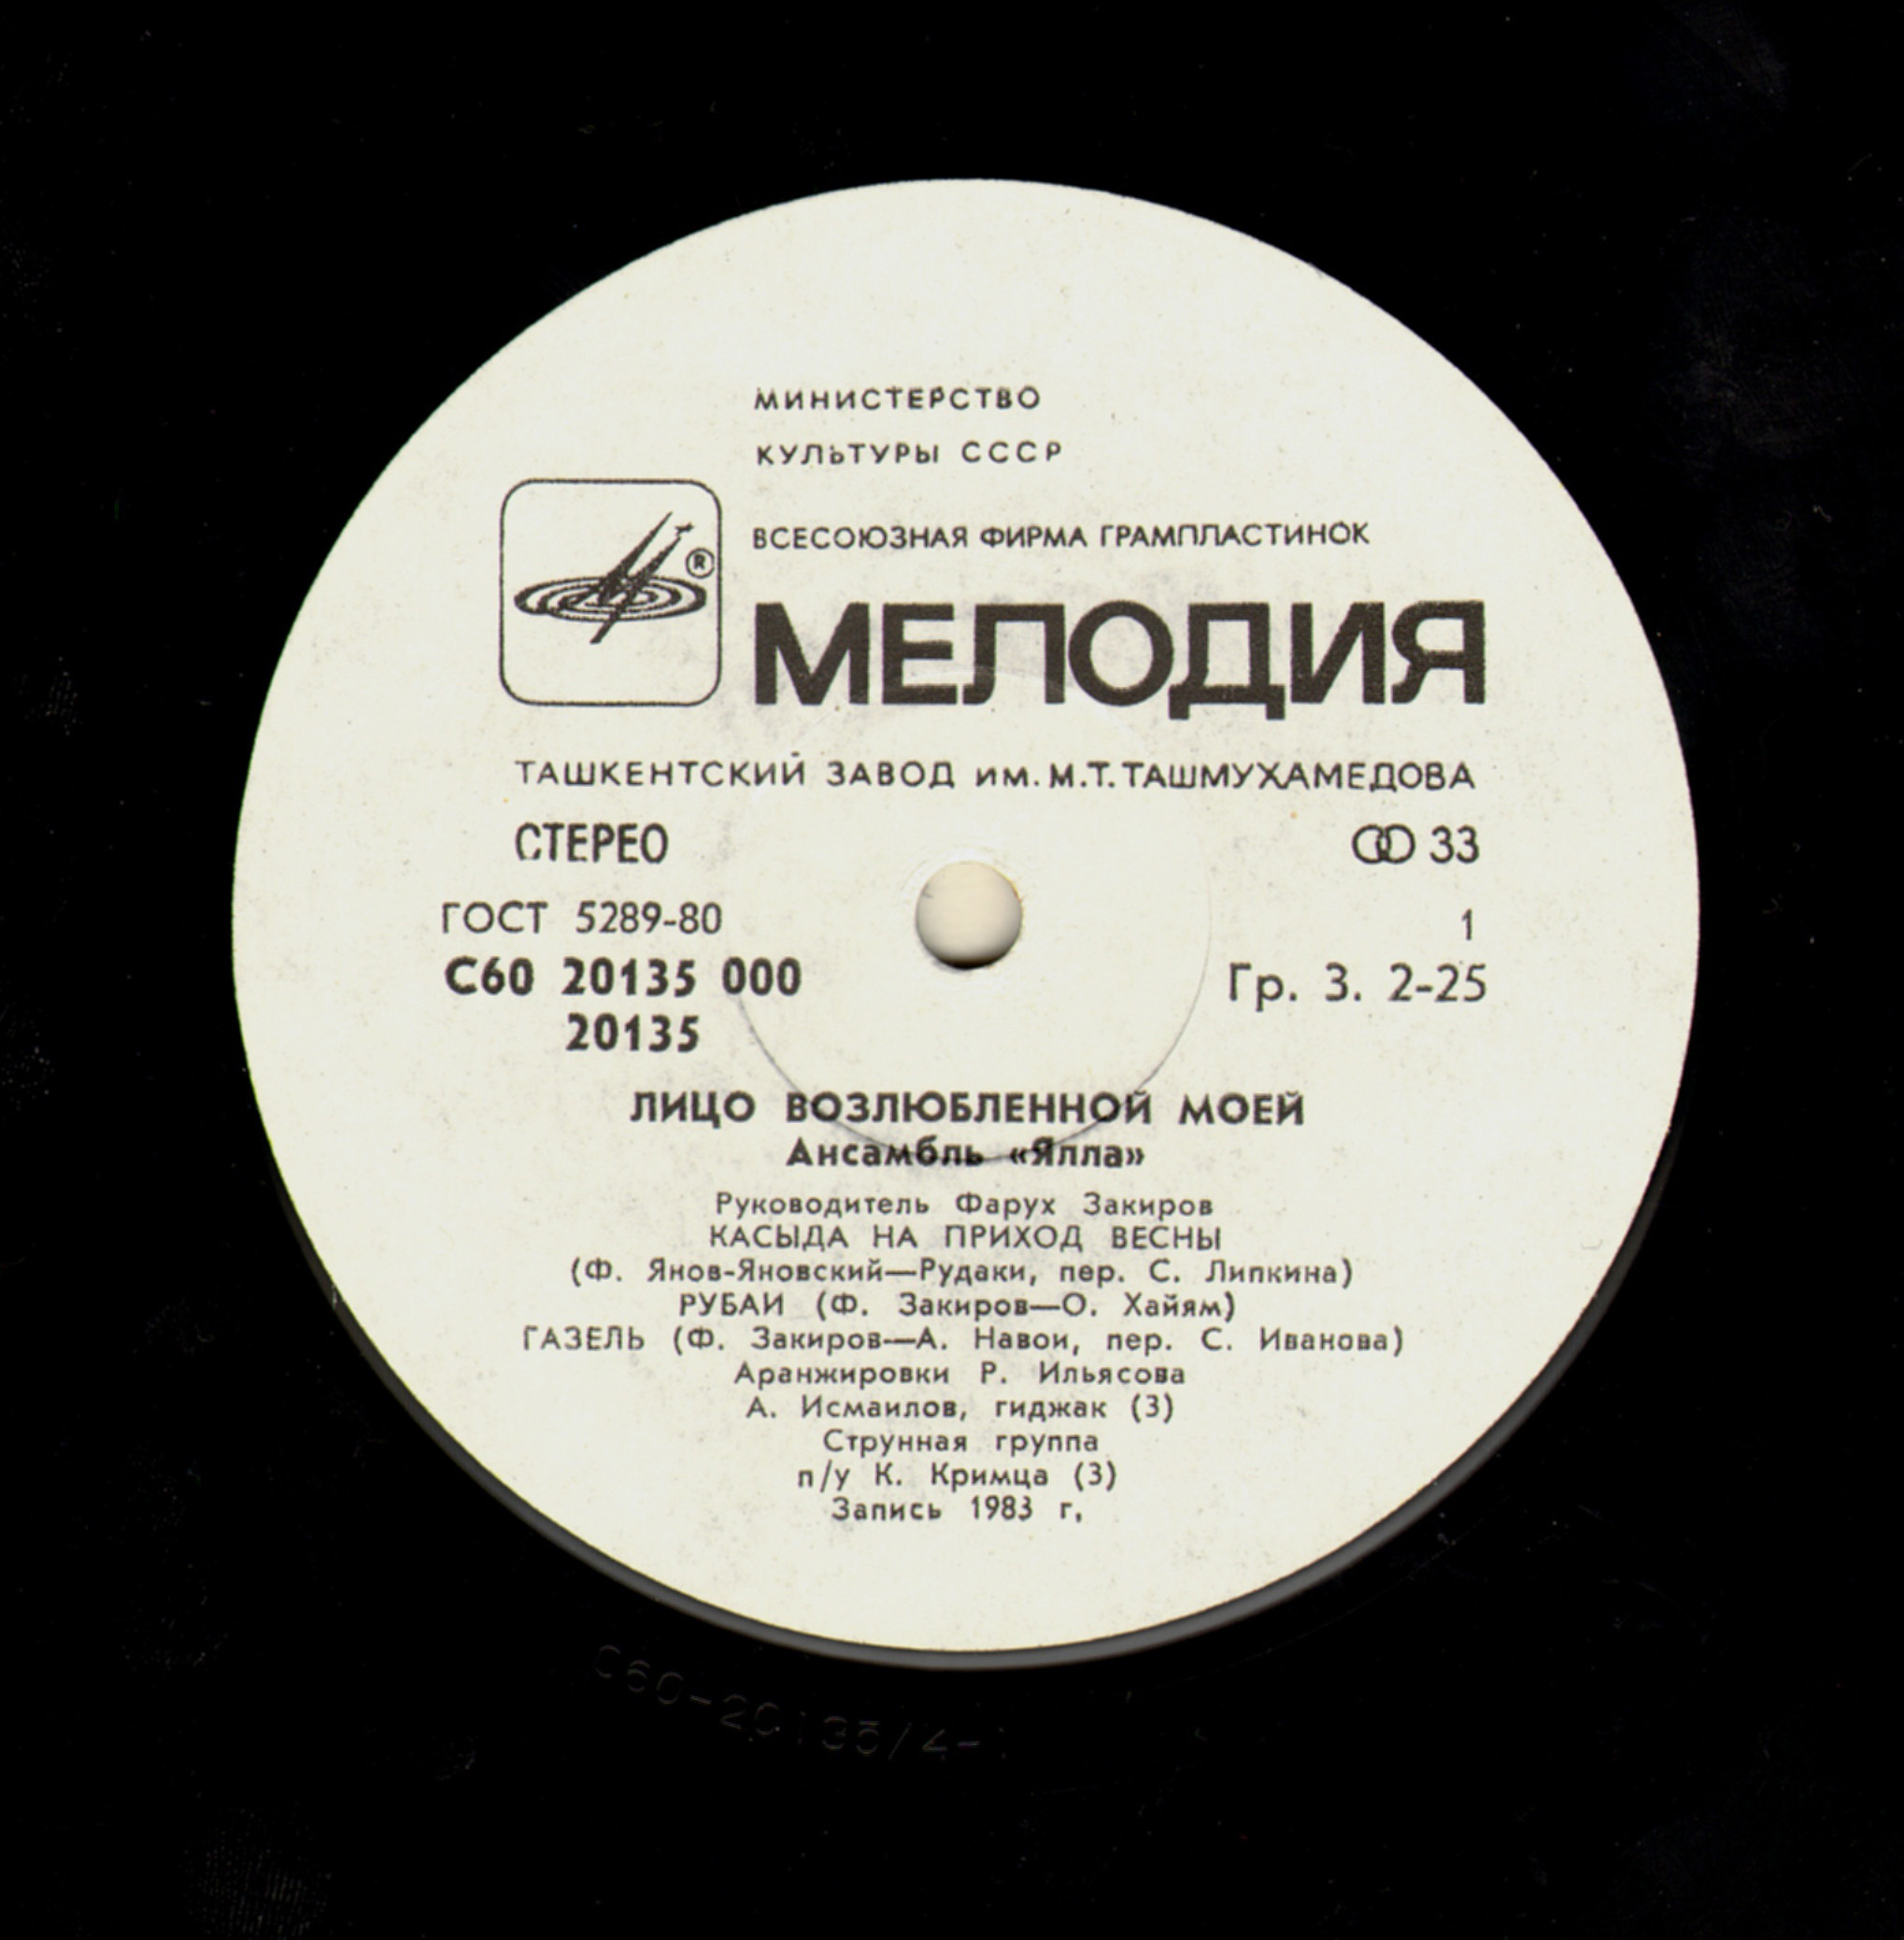 МИНИСТЕРСТВО
КУЛЬТУРЫ СССР
ВСЕСОЮЗНАЯ ФИРМА ГРАМПЛАСТИНОК
®
МЕЛОДИЯ
ТАШКЕНТСКИЙ ЗАВОД им. М.Т. ТАШМУХАМЕДОВА
СТЕРЕО 33
ГОСТ 5289-80 1
С60 20135 000 Гр. 3. 2-25
20135
ЛИЦО ВОЗЛЮБЛЕННОЙ МОЕЙ
Ансамбль «Ялла»
Руководитель Фарух Закиров
КАСЫДА НА ПРИХОД ВЕСНЫ
(Ф. Янов-Яновский—Рудаки, пер. С. Липкина)
РУБАИ (Ф. Закиров—О. Хайям)
ГАЗЕЛЬ (Ф. Закиров—А. Навои, пер. С. Иванова)
Аранжировки Р. Ильясова
А. Исмаилов, гиджак (3)
Струнная группа
п/у К. Кримца (3)
Запись 1983 г,